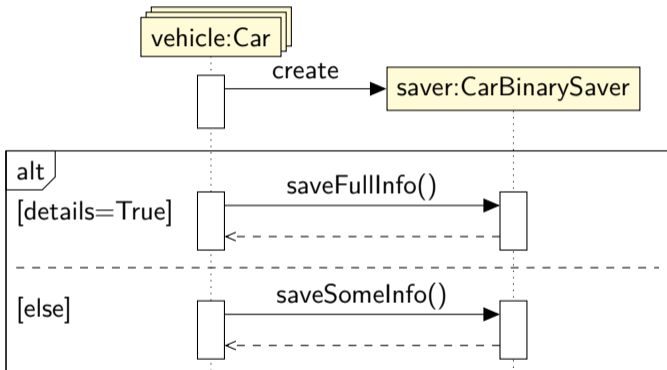 vehicle:Car
create
saver:CarBinarySaver
alt
saveFullInfo()
[details=True]
saveSomeInfo()
[else]